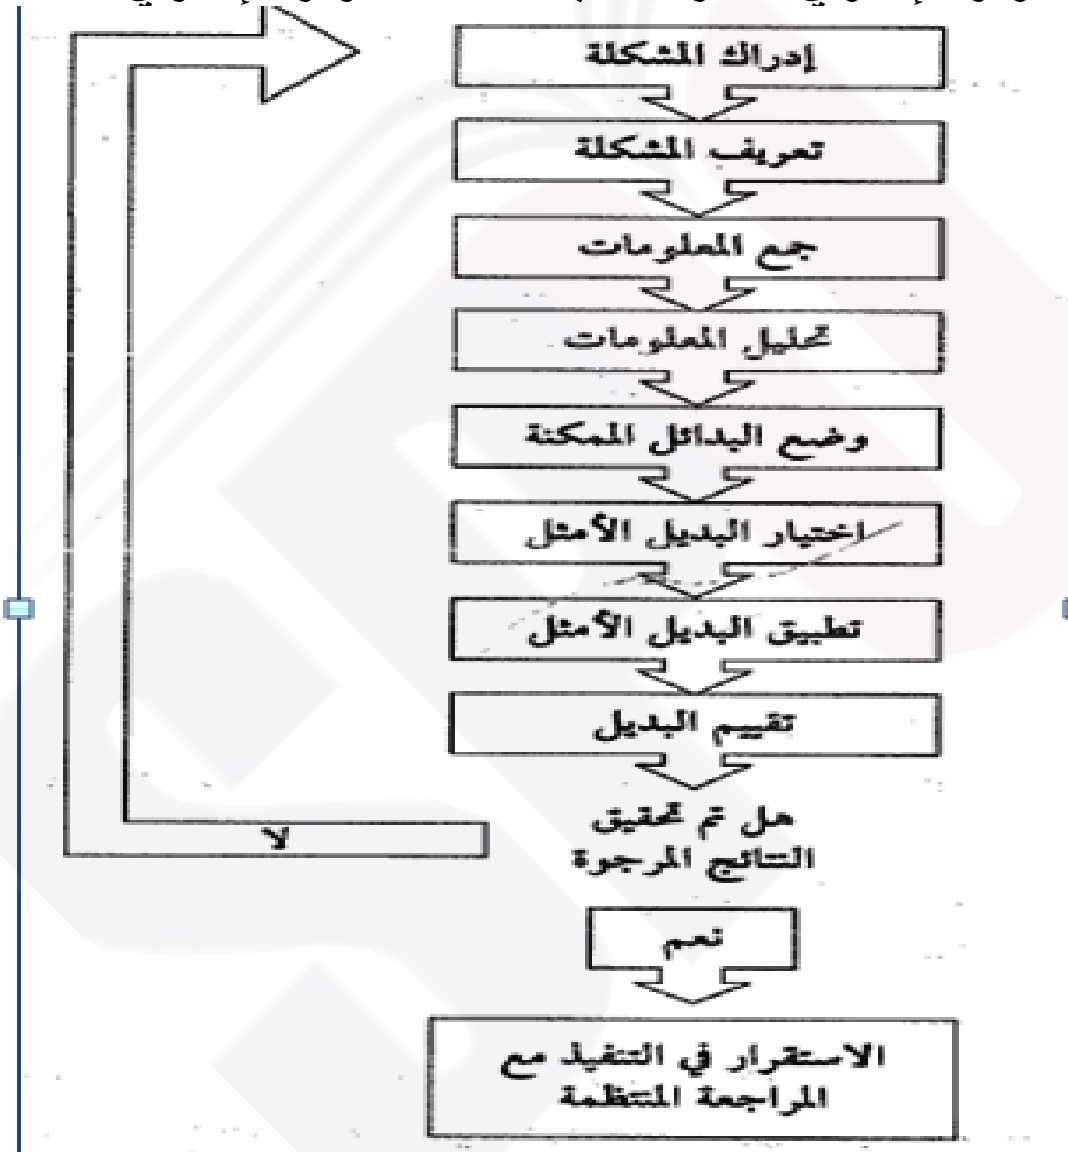 إدراك المشكلة
تعريف المشكلة
جمع المعلومات
تحليل المعلومات
وضع البدائل الممكنة
اختيار البديل الأمثل
تطبيق البديل الأمثل
تقييم البديل
هل تم تحقيق
النتائج المرجوة
لا
نعم
الاستقرار في التنفيذ مع
المراجعة المنتظمة